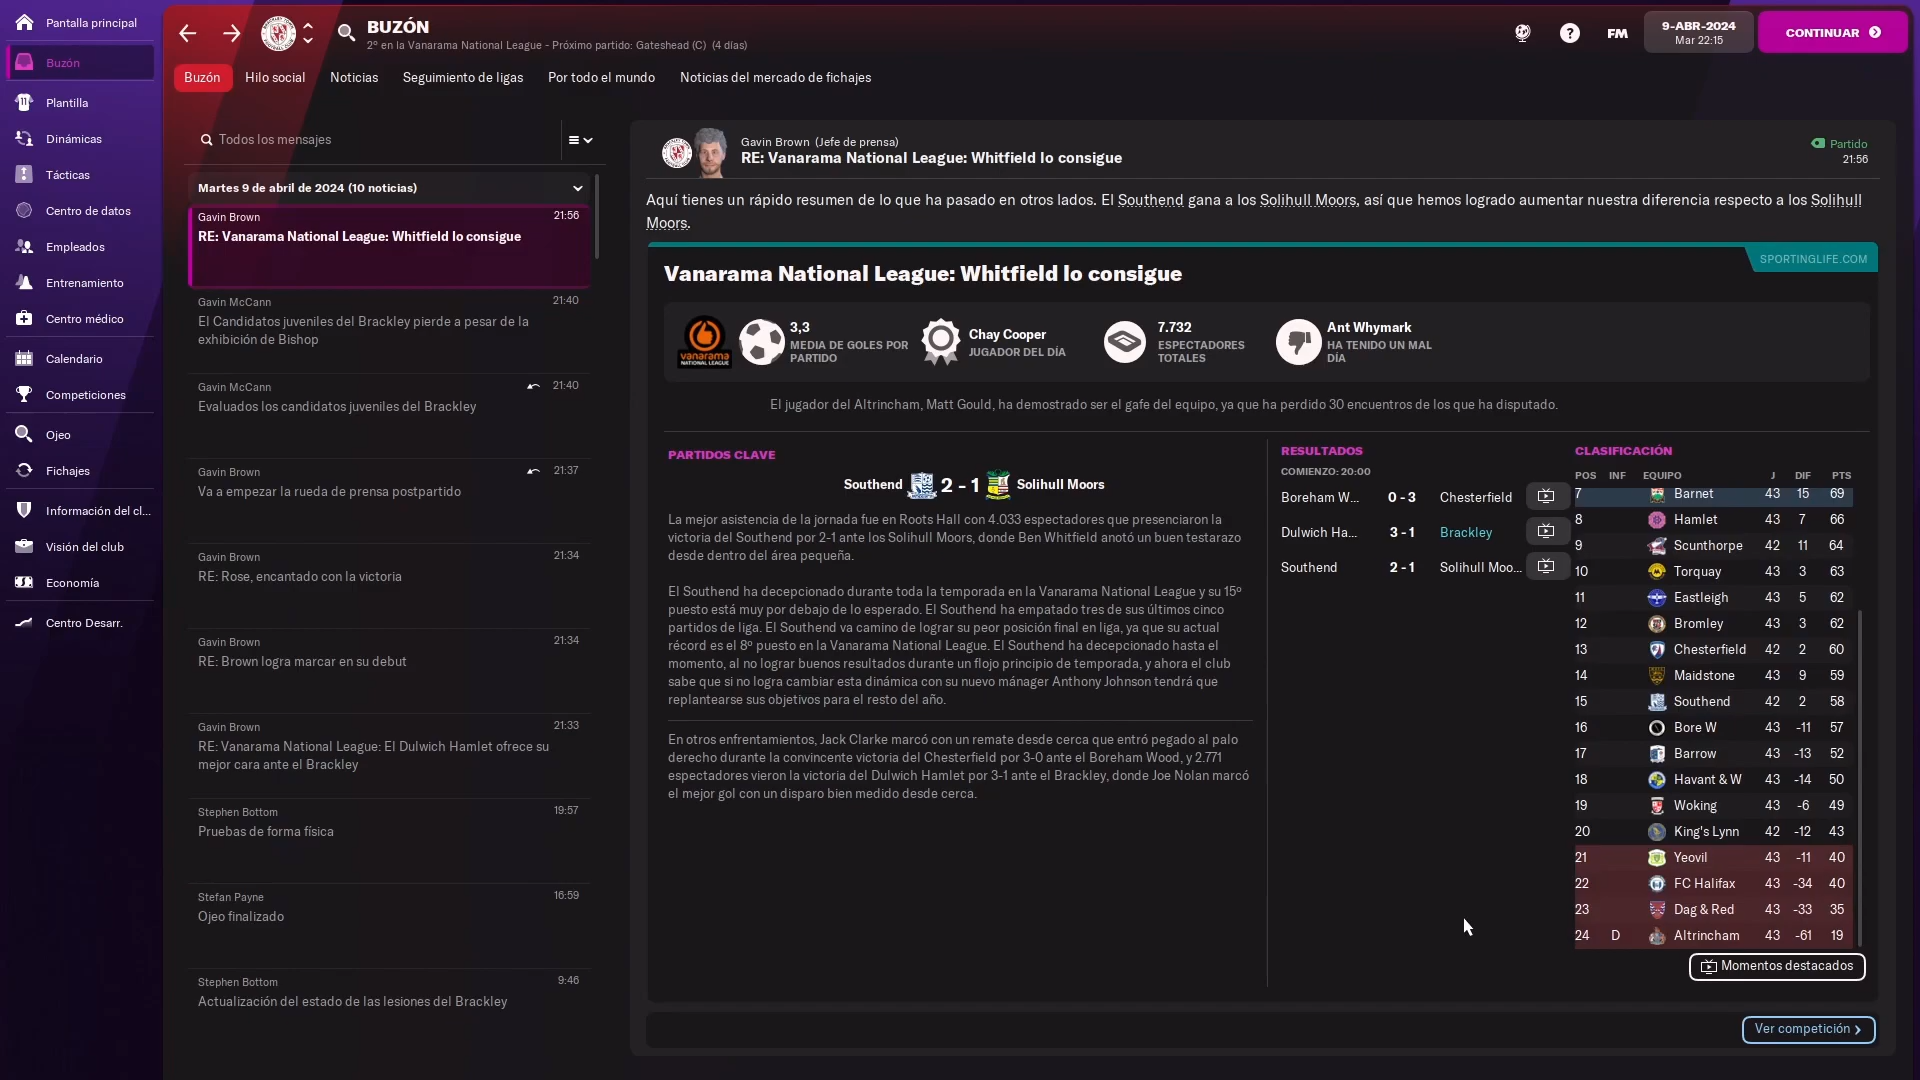 Pantalla principal
Buzón
Plantilla
Dinámicas
Tácticas
Centro de datos
Empleados
Entrenamiento
Centro médico
Calendario
Competiciones
Ojeo
Fichajes
Información del cl...
Visión del club
Economía
Centro Desarr.
BUZÓN
2º en la Vanarama National League - Próximo partido: Gateshead (C) (4 días)
FM
9-ABR-2024
Mar 22:15
CONTINUAR
Buzón Hilo social Noticias Seguimiento de ligas Por todo el mundo Noticias del mercado de fichajes
Todos los mensajes
Martes 9 de abril de 2024 (10 noticias)
Gavin Brown 21:56
RE: Vanarama National League: Whitfield lo consigue
Gavin McCann 21:40
El Candidatos juveniles del Brackley pierde a pesar de la
exhibición de Bishop
Gavin McCann 21:40
Evaluados los candidatos juveniles del Brackley
Gavin Brown 21:37
Va a empezar la rueda de prensa postpartido
Gavin Brown 21:34
RE: Rose, encantado con la victoria
Gavin Brown 21:34
RE: Brown logra marcar en su debut
Gavin Brown 21:33
RE: Vanarama National League: El Dulwich Hamlet ofrece su
mejor cara ante el Brackley
Stephen Bottom 19:57
Pruebas de forma física
Stefan Payne 16:59
Ojeo finalizado
Stephen Bottom 9:46
Actualización del estado de las lesiones del Brackley
Gavin Brown (Jefe de prensa)
RE: Vanarama National League: Whitfield lo consigue
Partido
21:56
Aquí tienes un rápido resumen de lo que ha pasado en otros lados. El Southend gana a los Solihull Moors, así que hemos logrado aumentar nuestra diferencia respecto a los Solihull
Moors.
SPORTINGLIFE.COM
Vanarama National League: Whitfield lo consigue
vanarama
NATIONAL LEAGUE
3,3
MEDIA DE GOLES POR
PARTIDO
Chay Cooper
JUGADOR DEL DÍA
7.732
ESPECTADORES
TOTALES
Ant Whymark
HA TENIDO UN MAL
DÍA
El jugador del Altrincham, Matt Gould, ha demostrado ser el gafe del equipo, ya que ha perdido 30 encuentros de los que ha disputado.
PARTIDOS CLAVE
Southend 2 - 1 Solihull Moors
La mejor asistencia de la jornada fue en Roots Hall con 4.033 espectadores que presenciaron la
victoria del Southend por 2-1 ante los Solihull Moors, donde Ben Whitfield anotó un buen testarazo
desde dentro del área pequeña.
El Southend ha decepcionado durante toda la temporada en la Vanarama National League y su 15º
puesto está muy por debajo de lo esperado. El Southend ha empatado tres de sus últimos cinco
partidos de liga. El Southend va camino de lograr su peor posición final en liga, ya que su actual
récord es el 8º puesto en la Vanarama National League. El Southend ha decepcionado hasta el
momento, al no lograr buenos resultados durante un flojo principio de temporada, y ahora el club
sabe que si no logra cambiar esta dinámica con su nuevo mánager Anthony Johnson tendrá que
replantearse sus objetivos para el resto del año.
En otros enfrentamientos, Jack Clarke marcó con un remate desde cerca que entró pegado al palo
derecho durante la convincente victoria del Chesterfield por 3-0 ante el Boreham Wood, y 2.771
espectadores vieron la victoria del Dulwich Hamlet por 3-1 ante el Brackley, donde Joe Nolan marcó
el mejor gol con un disparo bien medido desde cerca.
RESULTADOS
COMIENZO: 20:00
Boreham W... 0 - 3 Chesterfield
Dulwich Ha... 3 - 1 Brackley
Southend 2 - 1 Solihull Moo...
CLASIFICACIÓN
POS INF EQUIPO J DIF PTS
7 Barnet 43 15 69
8 Hamlet 43 7 66
9 Scunthorpe 42 11 64
10 Torquay 43 3 63
11 Eastleigh 43 5 62
12 Bromley 43 3 62
13 Chesterfield 42 2 60
14 Maidstone 43 9 59
15 Southend 42 2 58
16 Bore W 43 -11 57
17 Barrow 43 -13 52
18 Havant & W 43 -14 50
19 Woking 43 -6 49
20 King's Lynn 42 -12 43
21 Yeovil 43 -11 40
22 FC Halifax 43 -34 40
23 Dag & Red 43 -33 35
24 D Altrincham 43 -61 19
Momentos destacados
Ver competición